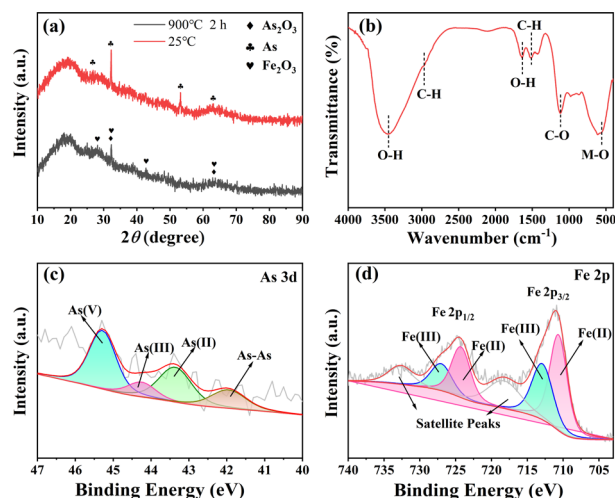 (a)
900℃ 2 h
25℃
♦ As₂O₃
♣ As
♥ Fe₂O₃
Intensity (a.u.)
10 20 30 40 50 60 70 80 90
2θ (degree)
(b)
C-H
O-H
C-H
C-O
O-H
M-O
Transmittance (%)
4000 3000 2000 1500 1000 500
Wavenumber (cm⁻¹)
(c)
As 3d
As(V)
As(III)
As(II)
As-As
Intensity (a.u.)
47 46 45 44 43 42 41 40
Binding Energy (eV)
(d)
Fe 2p
Fe 2p₁/₂
Fe 2p₃/₂
Fe(III)
Fe(II)
Fe(III)
Fe(II)
Satellite Peaks
Intensity (a.u.)
740 735 730 725 720 715 710 705
Binding Energy (eV)